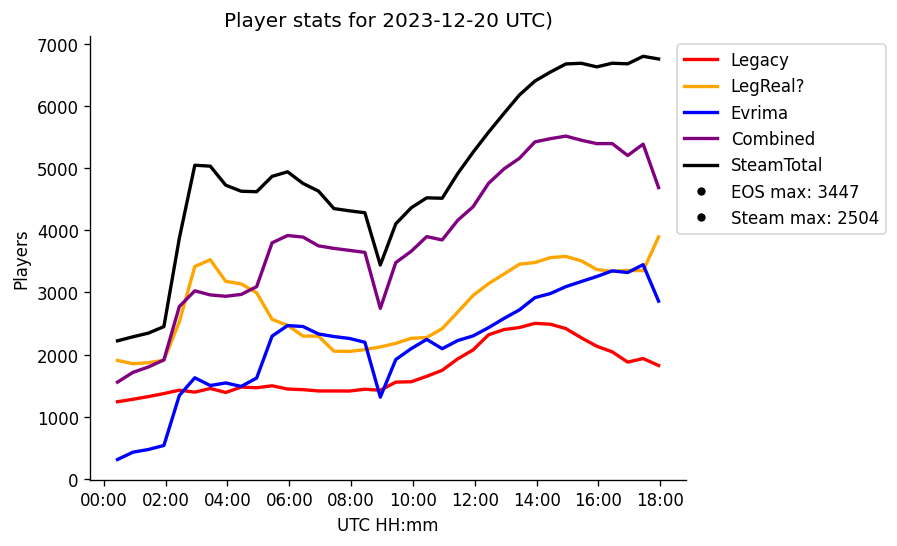 Player stats for 2023-12-20 UTC)
7000
6000
5000
4000
3000
2000
1000
0
Players
00:00 02:00 04:00 06:00 08:00 10:00 12:00 14:00 16:00 18:00
UTC HH:mm
Legacy
LegReal?
Evrima
Combined
SteamTotal
EOS max: 3447
Steam max: 2504